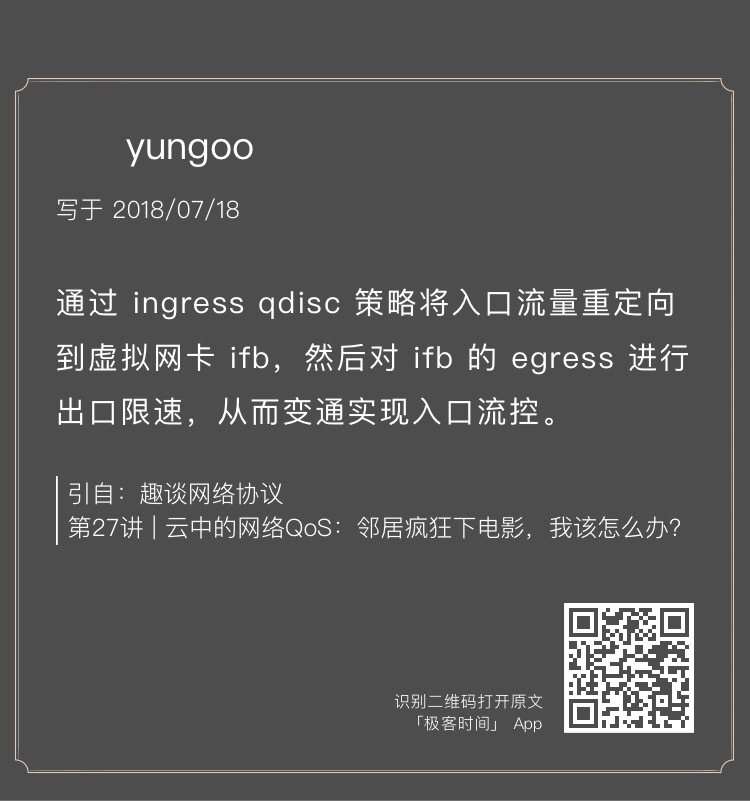 yungoo
写于 2018/07/18
通过 ingress qdisc 策略将入口流量重定向
到虚拟网卡 ifb，然后对 ifb 的 egress 进行
出口限速，从而变通实现入口流控。
引自：趣谈网络协议
第27讲 | 云中的网络QoS：邻居疯狂下电影，我该怎么办？
识别二维码打开原文
「极客时间」 App